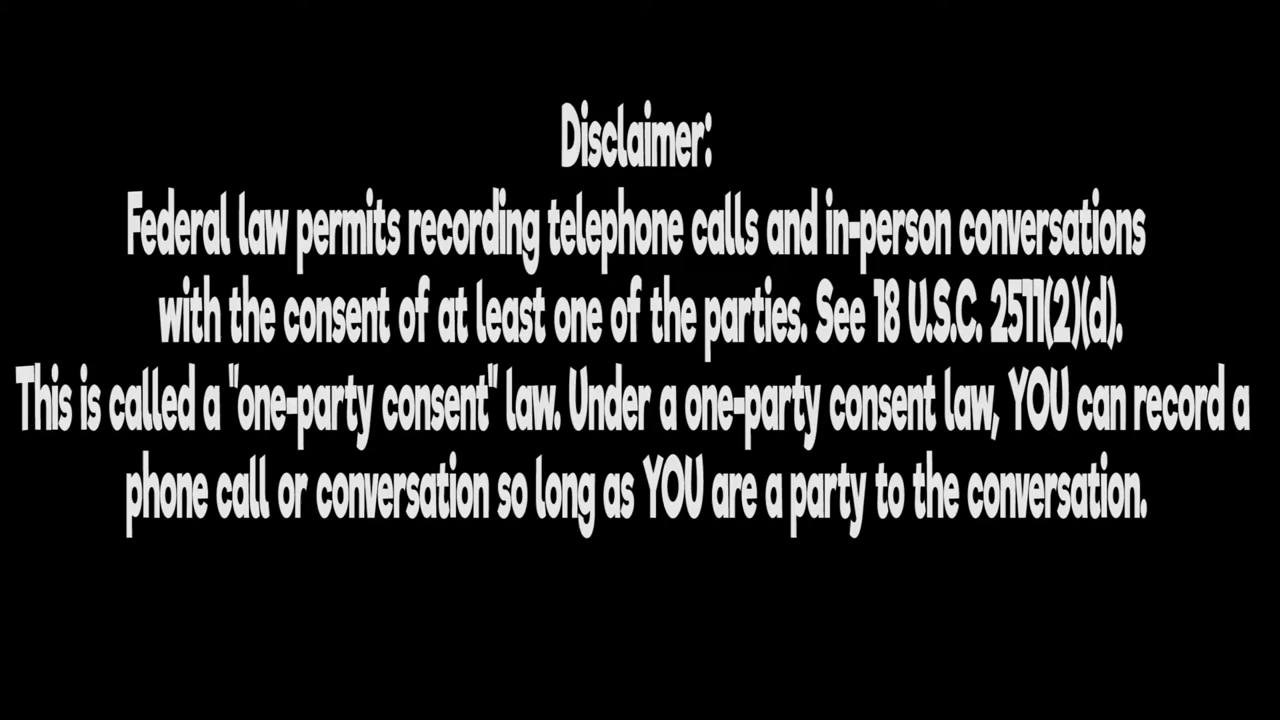 Disclaimer:
Federal law permits recording telephone calls and in-person conversations
with the consent of at least one of the parties. See 18 U.S.C. 2511(2)(d).
This is called a "one-party consent" law. Under a one-party consent law, YOU can record a
phone call or conversation so long as YOU are a party to the conversation.